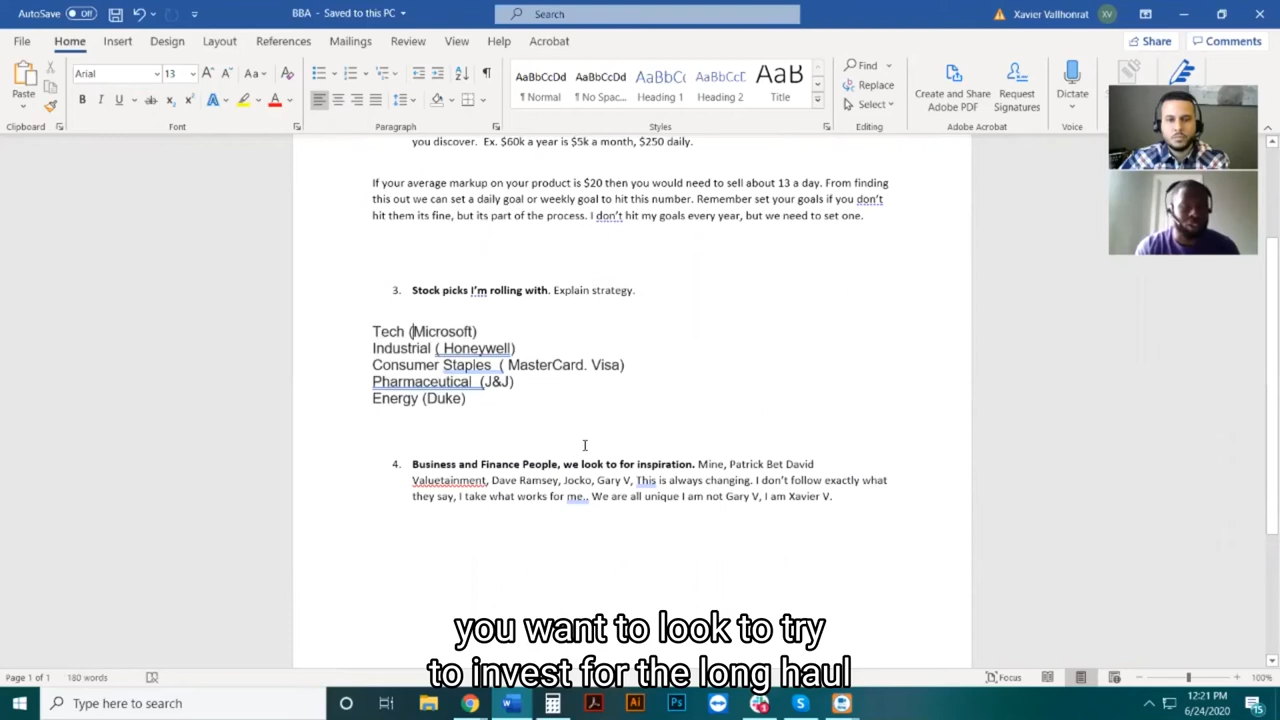 AutoSave Off
BBA - Saved to this PC
Search
Xavier Vallhonrat XV
File Home Insert Design Layout References Mailings Review View Help Acrobat
Share Comments
Paste
Arial 13
Aa
B I U ab x₂ x² A A
AaBbCcDd AaBbCcDd AaBbCc AaBbCcD AaB
¶ Normal ¶ No Spac... Heading 1 Heading 2 Title
Find
Replace
Select
Create and Share Adobe PDF
Request Signatures
Dictate
Clipboard Font Paragraph Styles Editing Adobe Acrobat Voice
you discover. Ex. $60k a year is $5k a month, $250 daily.
If your average markup on your product is $20 then you would need to sell about 13 a day. From finding
this out we can set a daily goal or weekly goal to hit this number. Remember set your goals if you don't
hit them its fine, but its part of the process. I don't hit my goals every year, but we need to set one.
3. Stock picks I'm rolling with. Explain strategy.
Tech (Microsoft)
Industrial ( Honeywell)
Consumer Staples ( MasterCard. Visa)
Pharmaceutical (J&J)
Energy (Duke)
4. Business and Finance People, we look to for inspiration. Mine, Patrick Bet David
Valuetainment, Dave Ramsey, Jocko, Gary V, This is always changing. I don't follow exactly what
they say, I take what works for me.. We are all unique I am not Gary V, I am Xavier V.
you want to look to try
to invest for the long haul
Page 1 of 1 180 words
Focus
100%
Type here to search
12:21 PM
6/24/2020
15